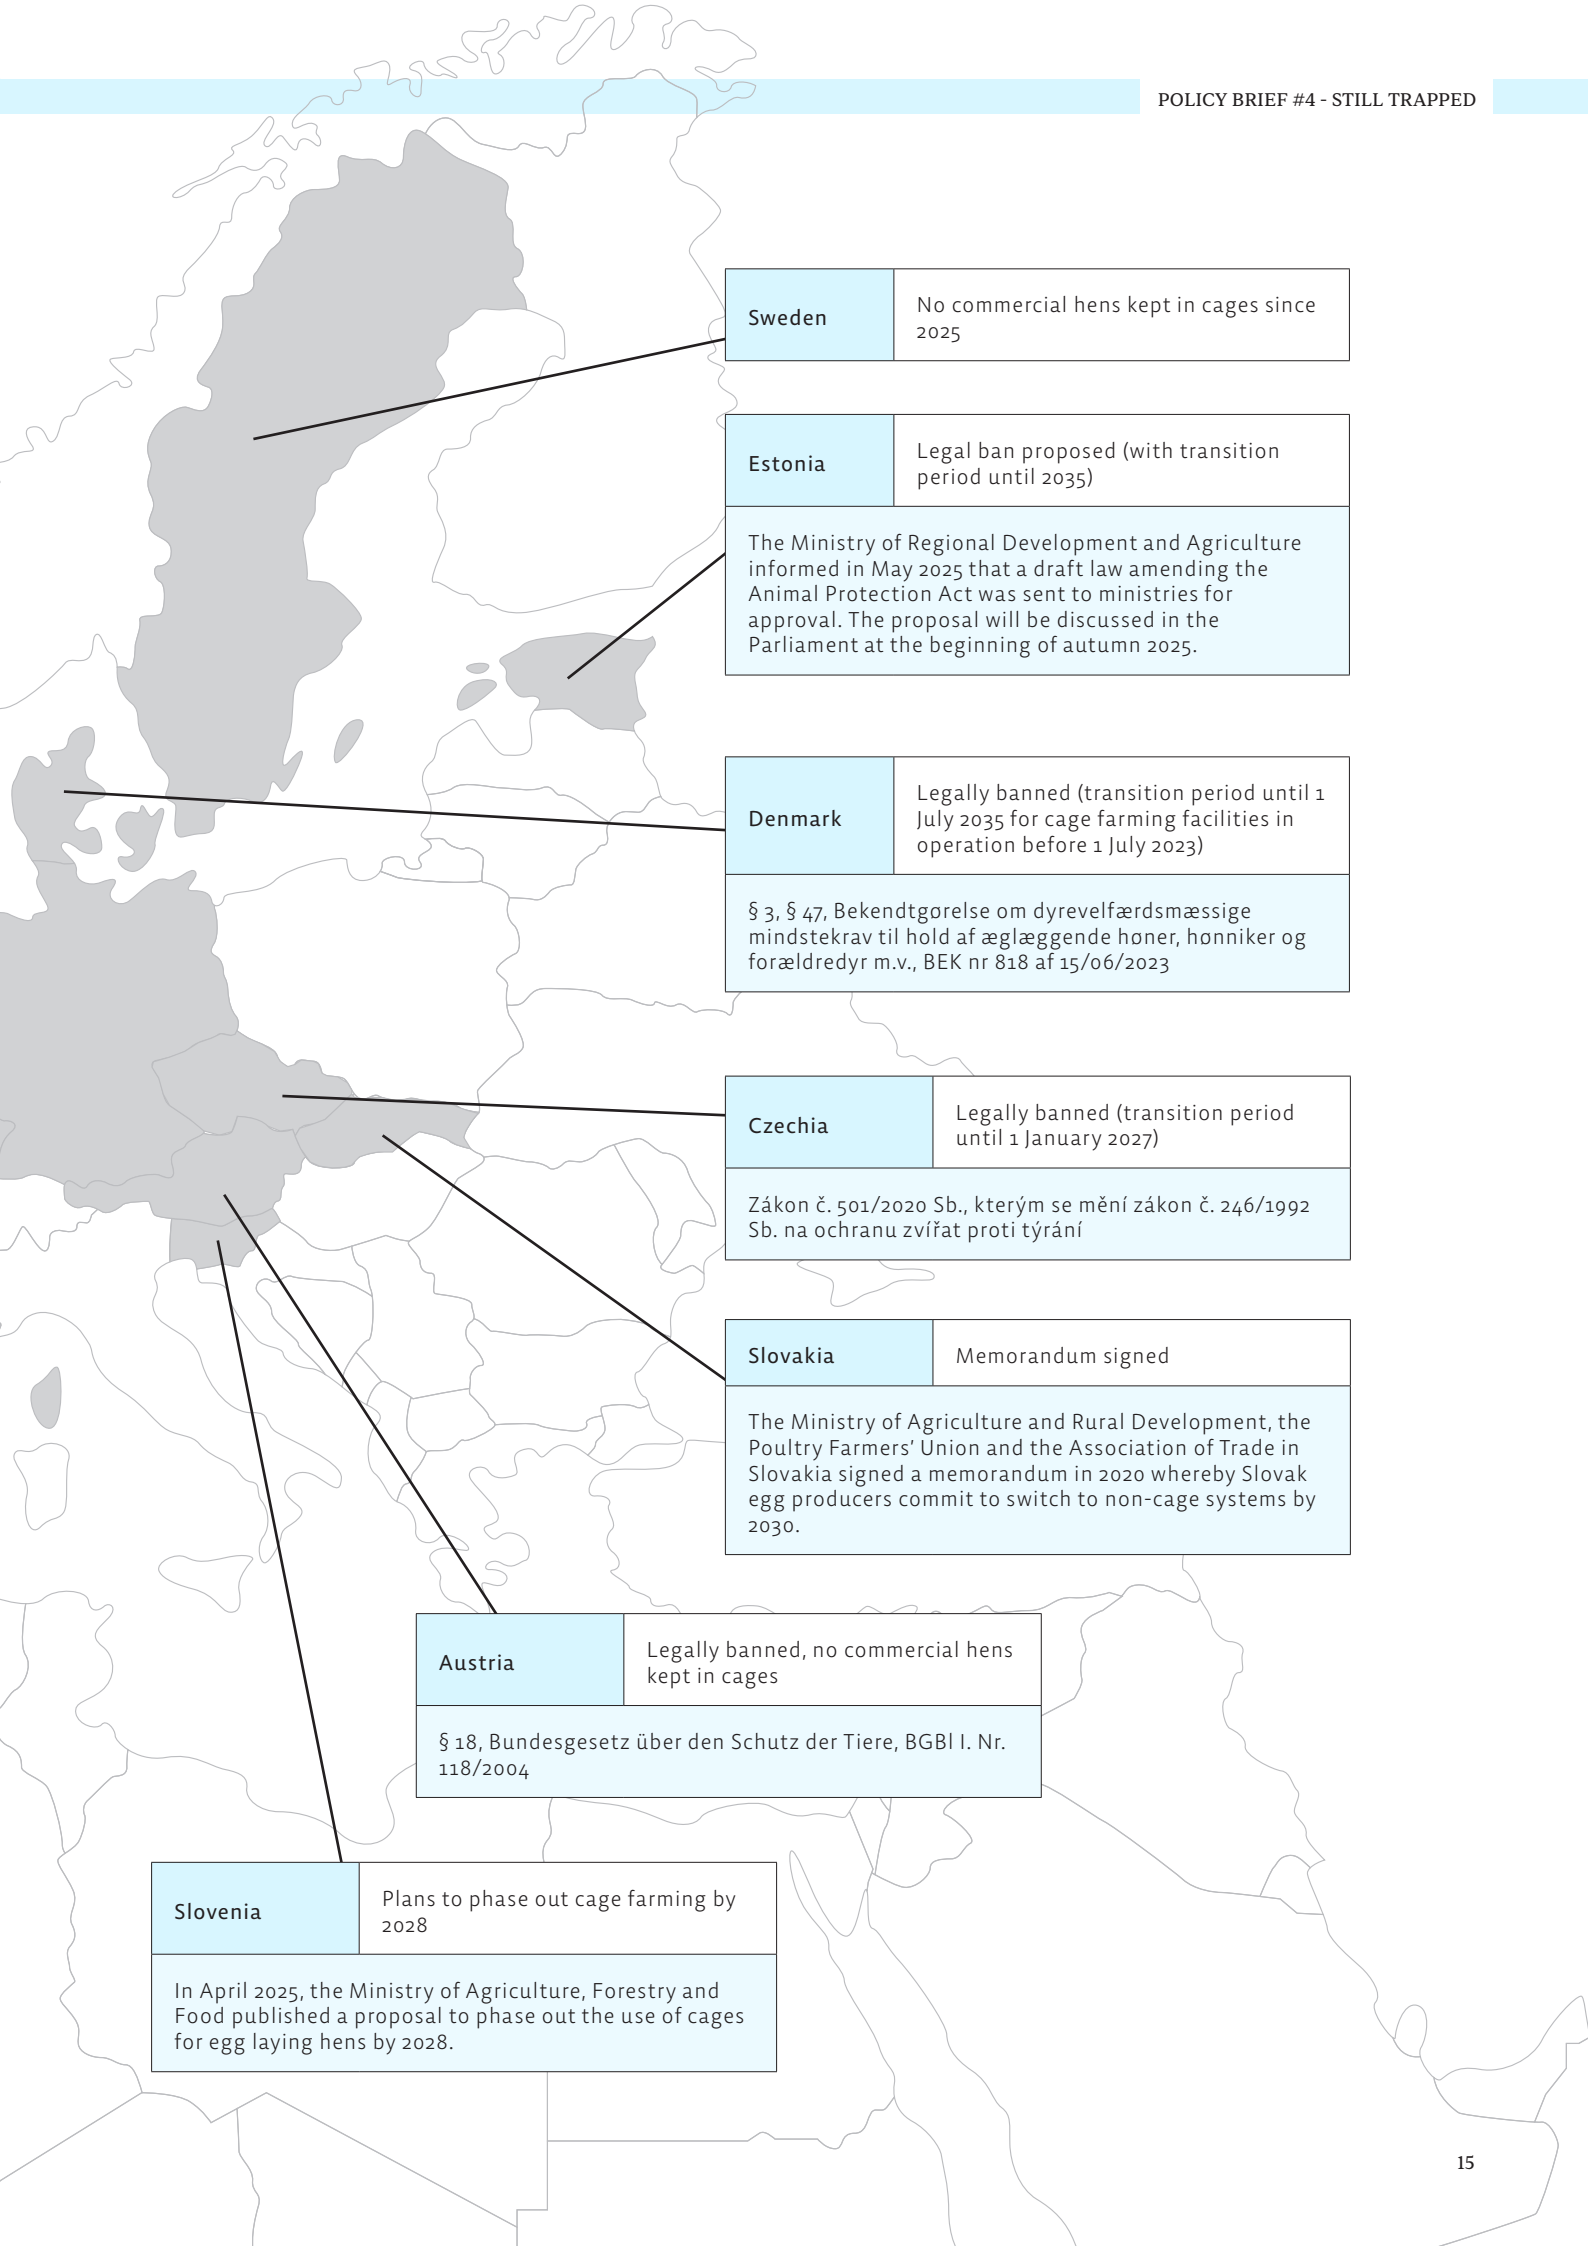 POLICY BRIEF #4 - STILL TRAPPED
Sweden
No commercial hens kept in cages since
2025
Estonia
Legal ban proposed (with transition
period until 2035)
The Ministry of Regional Development and Agriculture
informed in May 2025 that a draft law amending the
Animal Protection Act was sent to ministries for
approval. The proposal will be discussed in the
Parliament at the beginning of autumn 2025.
Denmark
Legally banned (transition period until 1
July 2035 for cage farming facilities in
operation before 1 July 2023)
§ 3, § 47, Bekendtgørelse om dyrevelfærdsmæssige
mindstekrav til hold af æglæggende høner, hønniker og
forældredyr m.v., BEK nr 818 af 15/06/2023
Czechia
Legally banned (transition period
until 1 January 2027)
Zákon č. 501/2020 Sb., kterým se mění zákon č. 246/1992
Sb. na ochranu zvířat proti týrání
Slovakia
Memorandum signed
The Ministry of Agriculture and Rural Development, the
Poultry Farmers' Union and the Association of Trade in
Slovakia signed a memorandum in 2020 whereby Slovak
egg producers commit to switch to non-cage systems by
2030.
Austria
Legally banned, no commercial hens
kept in cages
§ 18, Bundesgesetz über den Schutz der Tiere, BGBl I. Nr.
118/2004
Slovenia
Plans to phase out cage farming by
2028
In April 2025, the Ministry of Agriculture, Forestry and
Food published a proposal to phase out the use of cages
for egg laying hens by 2028.
15